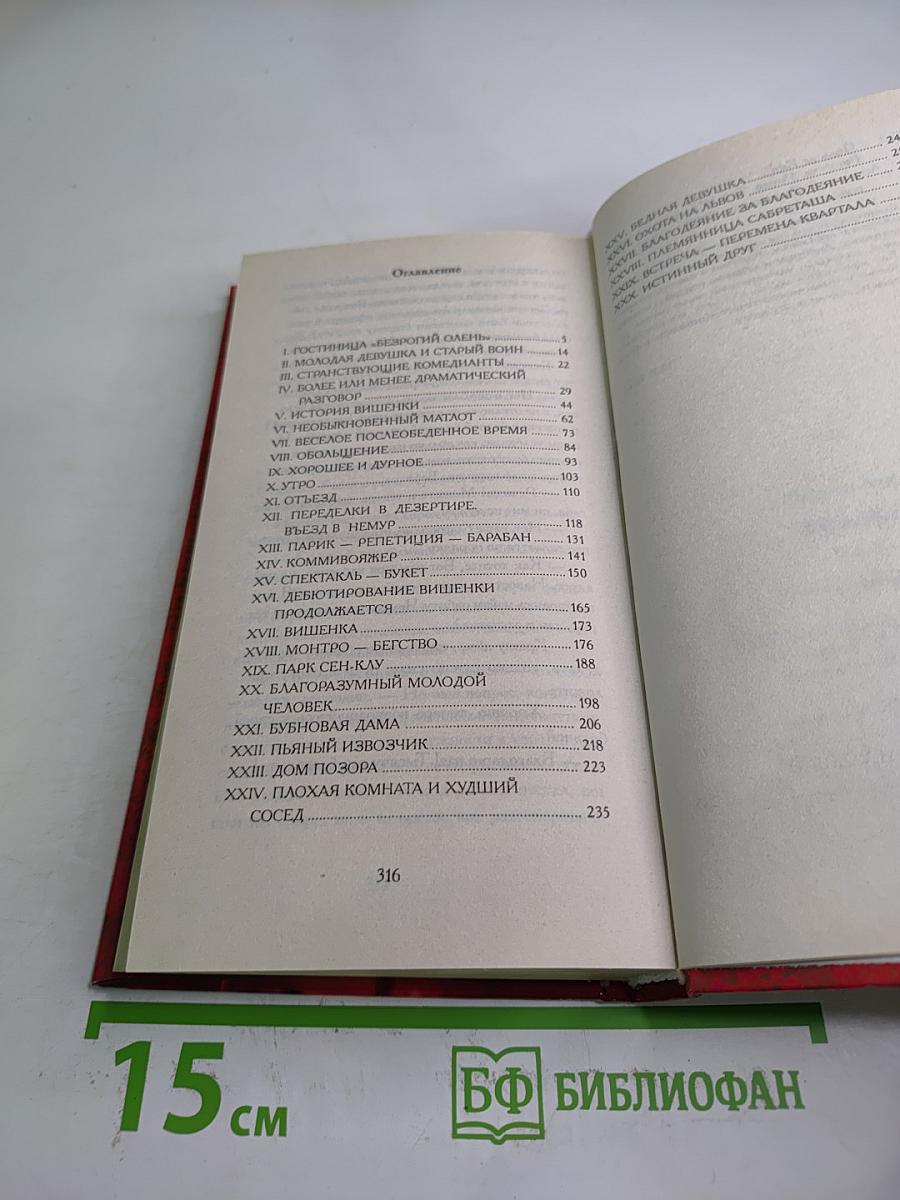 Оглавление
I. ГОСТИНИЦА «БЕЗРОГИЙ ОЛЕНЬ» 5
II. МОЛОДАЯ ДЕВУШКА И СТАРЫЙ ВОИН 14
III. СТРАНСТВУЮЩИЕ КОМЕДИАНТЫ 22
IV. БОЛЕЕ ИЛИ МЕНЕЕ ДРАМАТИЧЕСКИЙ
РАЗГОВОР 29
V. ИСТОРИЯ ВИШЕНКИ 44
VI. НЕОБЫКНОВЕННЫЙ МАТЛОТ 62
VII. ВЕСЕЛОЕ ПОСЛЕОБЕДЕННОЕ ВРЕМЯ 73
VIII. ОБОЛЬЩЕНИЕ 84
IX. ХОРОШЕЕ И ДУРНОЕ 93
X. УТРО 103
XI. ОТЪЕЗД 110
XII. ПЕРЕДЕЛКИ В ДЕЗЕРТИРЕ.
ВЪЕЗД В НЕМУР 118
XIII. ПАРИК — РЕПЕТИЦИЯ — БАРАБАН 131
XIV. КОММИВОЯЖЕР 141
XV. СПЕКТАКЛЬ — БУКЕТ 150
XVI. ДЕБЮТИРОВАНИЕ ВИШЕНКИ
ПРОДОЛЖАЕТСЯ 165
XVII. ВИШЕНКА 173
XVIII. МОНТРО — БЕГСТВО 176
XIX. ПАРК СЕН-КЛУ 188
XX. БЛАГОРАЗУМНЫЙ МОЛОДОЙ
ЧЕЛОВЕК 198
XXI. БУБНОВАЯ ДАМА 206
XXII. ПЬЯНЫЙ ИЗВОЗЧИК 218
XXIII. ДОМ ПОЗОРА 223
XXIV. ПЛОХАЯ КОМНАТА И ХУДШИЙ
СОСЕД 235
316
XXV. БЕДНАЯ ДЕВУШКА 24
XXVI. ОХОТА НА ЛЬВОВ
XXVII. БЛАГОДЕЯНИЕ ЗА БЛАГОДЕЯНИЕ
XXVIII. ПЛЕМЯННИЦА САБРЕТАША
XXIX. ВСТРЕЧА — ПЕРЕМЕНА КВАРТАЛА
XXX. ИСТИННЫЙ ДРУГ
15 см
БФ БИБЛИОФАН